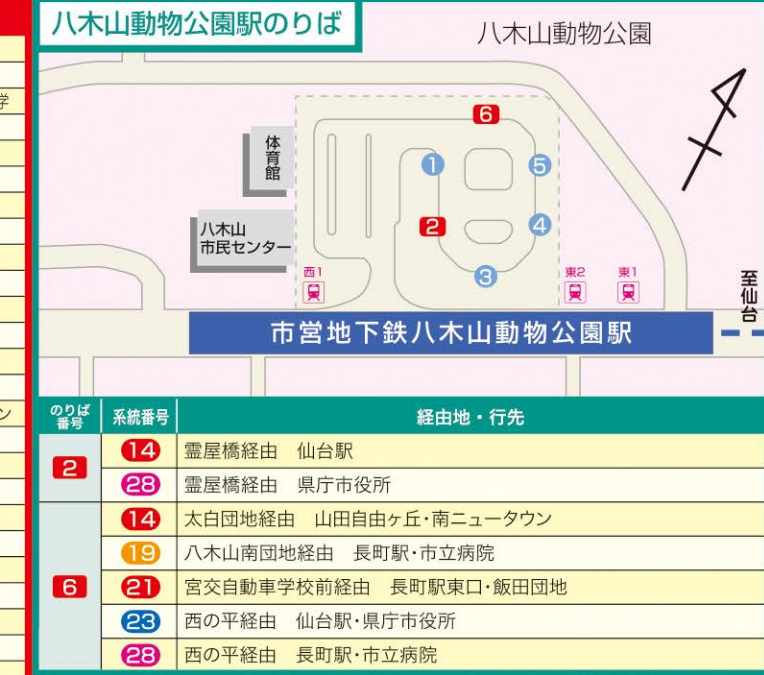 八木山動物公園駅のりば
八木山動物公園
学
6
体育館
1
5
八木山
市民センター
2
4
西1
3
東2
東1
至仙台
市営地下鉄八木山動物公園駅
ン
のりば
番号
系統番号
経由地・行先
2
14
霊屋橋経由　仙台駅
28
霊屋橋経由　県庁市役所
6
14
太白団地経由　山田自由ヶ丘・南ニュータウン
19
八木山南団地経由　長町駅・市立病院
21
宮交自動車学校前経由　長町駅東口・飯田団地
23
西の平経由　仙台駅・県庁市役所
28
西の平経由　長町駅・市立病院